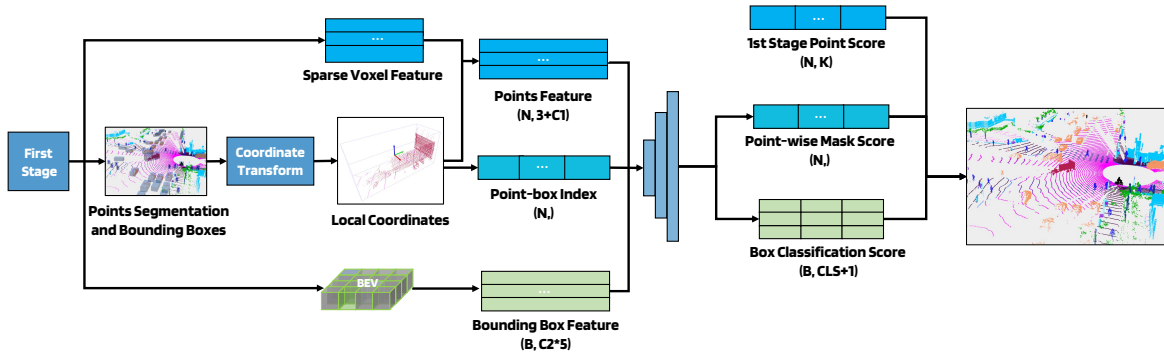 First
Stage
...
Sparse Voxel Feature
Points Segmentation
and Bounding Boxes
Coordinate
Transform
Local Coordinates
BEV
...
Points Feature
(N, 3+C1)
...
Point-box Index
(N,)
...
Bounding Box Feature
(B, C2*5)
...
1st Stage Point Score
(N, K)
...
Point-wise Mask Score
(N,)
Box Classification Score
(B, CLS+1)